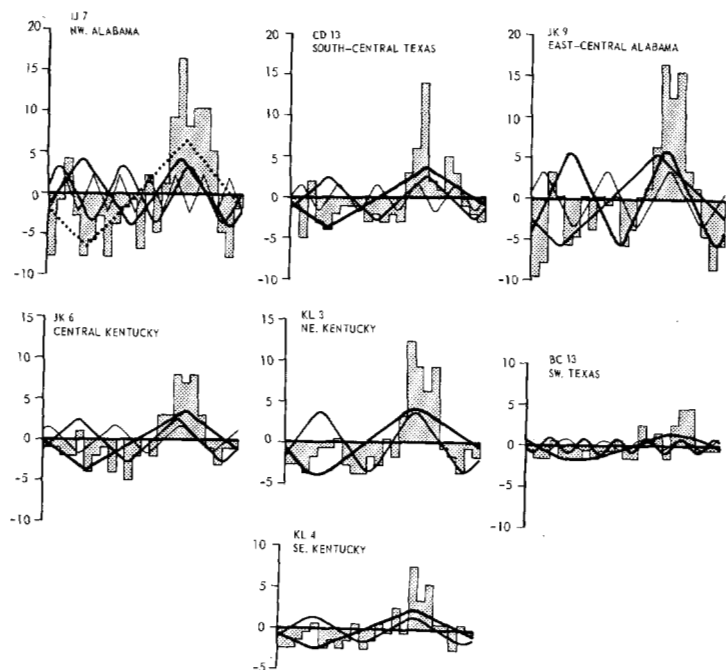 IJ 7
NW. ALABAMA
20
15
10
5
0
-5
-10
CD 13
SOUTH-CENTRAL TEXAS
20
15
10
5
0
-5
-10
JK 9
EAST-CENTRAL ALABAMA
20
15
10
5
0
-5
-10
JK 6
CENTRAL KENTUCKY
15
10
5
0
-5
-10
KL 3
NE. KENTUCKY
15
10
5
0
-5
BC 13
SW. TEXAS
10
5
0
-5
-10
KL 4
SE. KENTUCKY
10
5
0
-5